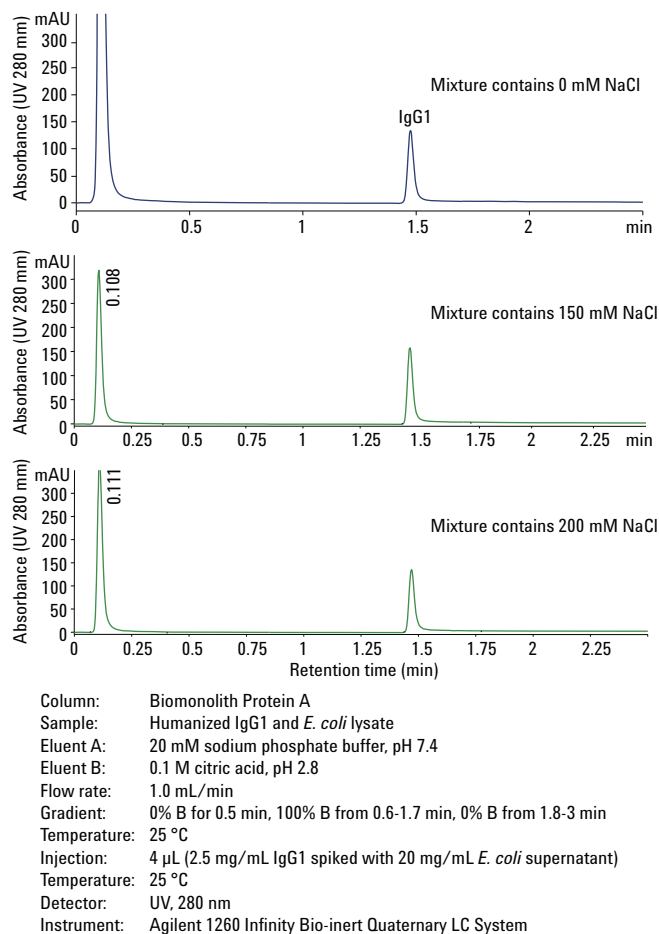 mAU
300
250
200
150
100
50
0
Absorbance (UV 280 mm)
Mixture contains 0 mM NaCl
IgG1
0 0.5 1 1.5 2 min
mAU
300
250
200
150
100
50
0
Absorbance (UV 280 mm)
0.108
Mixture contains 150 mM NaCl
0 0.25 0.5 0.75 1 1.25 1.5 1.75 2 2.25 min
mAU
300
250
200
150
100
50
0
Absorbance (UV 280 mm)
0.111
Mixture contains 200 mM NaCl
0 0.25 0.5 0.75 1 1.25 1.5 1.75 2 2.25
Retention time (min)
Column: Biomonolith Protein A
Sample: Humanized IgG1 and E. coli lysate
Eluent A: 20 mM sodium phosphate buffer, pH 7.4
Eluent B: 0.1 M citric acid, pH 2.8
Flow rate: 1.0 mL/min
Gradient: 0% B for 0.5 min, 100% B from 0.6-1.7 min, 0% B from 1.8-3 min
Temperature: 25 °C
Injection: 4 µL (2.5 mg/mL IgG1 spiked with 20 mg/mL E. coli supernatant)
Temperature: 25 °C
Detector: UV, 280 nm
Instrument: Agilent 1260 Infinity Bio-inert Quaternary LC System